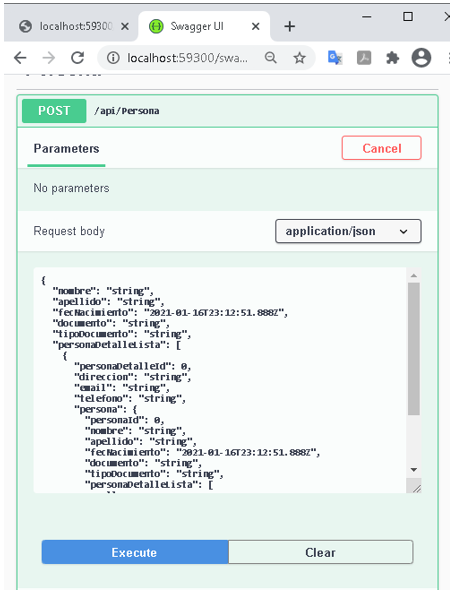 localhost:59300/sw
Swagger UI
localhost:59300/swa...
POST /api/Persona
Parameters
Cancel
No parameters
Request body
application/json
{
"nombre": "string",
"apellido": "string",
"fecNacimiento": "2021-01-16T23:12:51.888Z",
"documento": "string",
"tipoDocumento": "string",
"personaDetalleLista": [
{
"personaDetalleId": 0,
"direccion": "string",
"email": "string",
"telefono": "string",
"persona": {
"personaId": 0,
"nombre": "string",
"apellido": "string",
"fecNacimiento": "2021-01-16T23:12:51.888Z",
"documento": "string",
"tipoDocumento": "string",
"personaDetalleLista": [
Execute
Clear